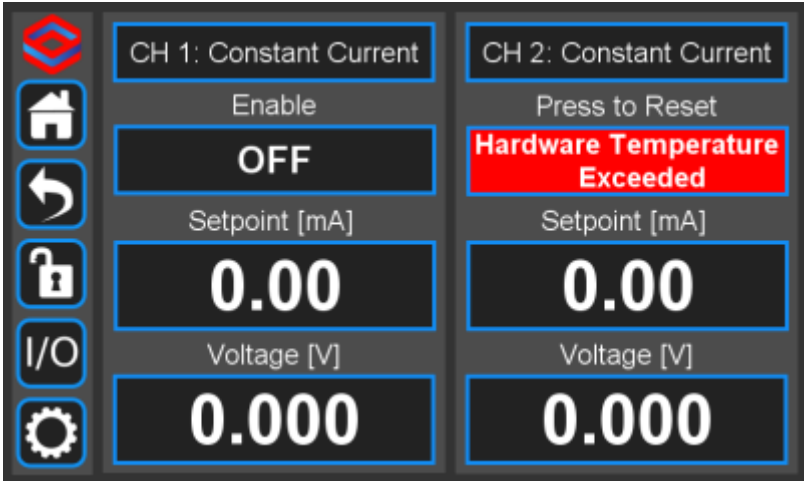 I/O
CH 1: Constant Current
Enable
OFF
Setpoint [mA]
0.00
Voltage [V]
0.000
CH 2: Constant Current
Press to Reset
Hardware Temperature
Exceeded
Setpoint [mA]
0.00
Voltage [V]
0.000